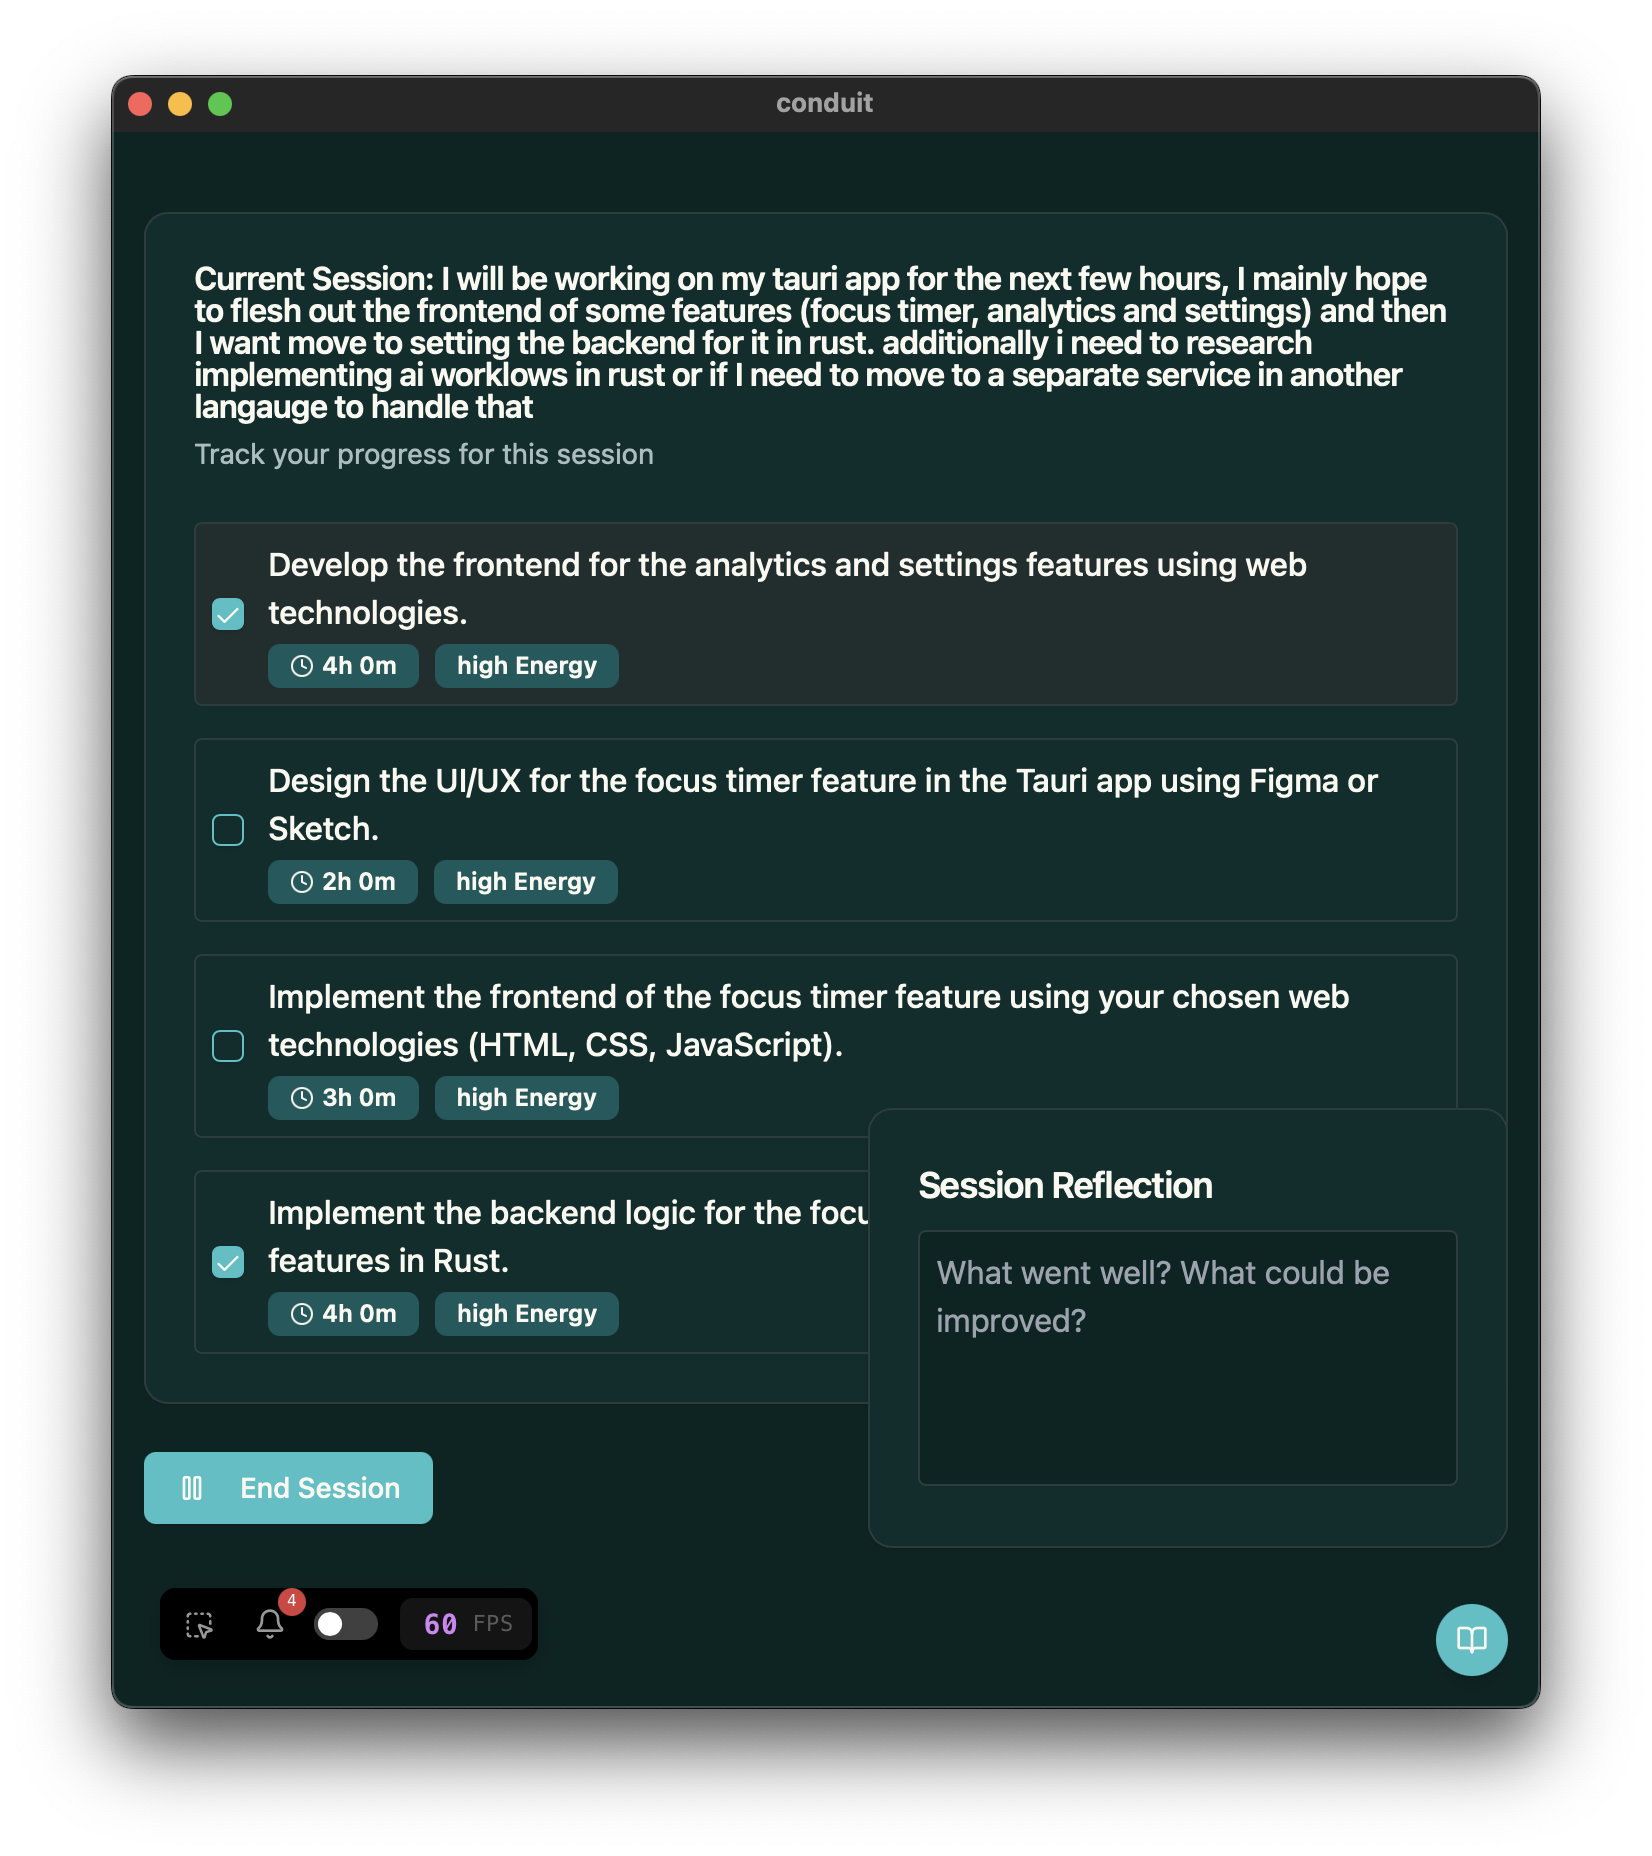 conduit
Current Session: I will be working on my tauri app for the next few hours, I mainly hope
to flesh out the frontend of some features (focus timer, analytics and settings) and then
I want move to setting the backend for it in rust. additionally i need to research
implementing ai worklows in rust or if I need to move to a separate service in another
langauge to handle that
Track your progress for this session
Develop the frontend for the analytics and settings features using web
technologies.
4h 0m
high Energy
Design the UI/UX for the focus timer feature in the Tauri app using Figma or
Sketch.
2h 0m
high Energy
Implement the frontend of the focus timer feature using your chosen web
technologies (HTML, CSS, JavaScript).
3h 0m
high Energy
Implement the backend logic for the focu
features in Rust.
4h 0m
high Energy
Session Reflection
What went well? What could be
improved?
End Session
4
60 FPS